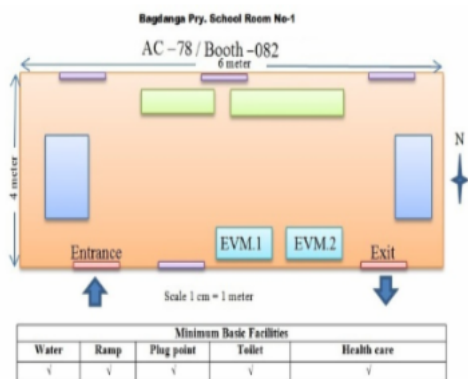 Bagdanga Pry. School Room No-1
AC -78 / Booth -082
6 meter
4 meter
N
EVM.1 EVM.2
Entrance Exit
Scale 1 cm = 1 meter
Minimum Basic Facilities
Water Ramp Plug point Toilet Health care
√ √ √ √ √